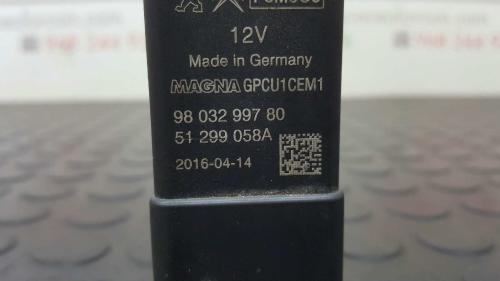 12V
Made in Germany
MAGNA GPCU1CEM1
98 032 997 80
51 299 058A
2016-04-14